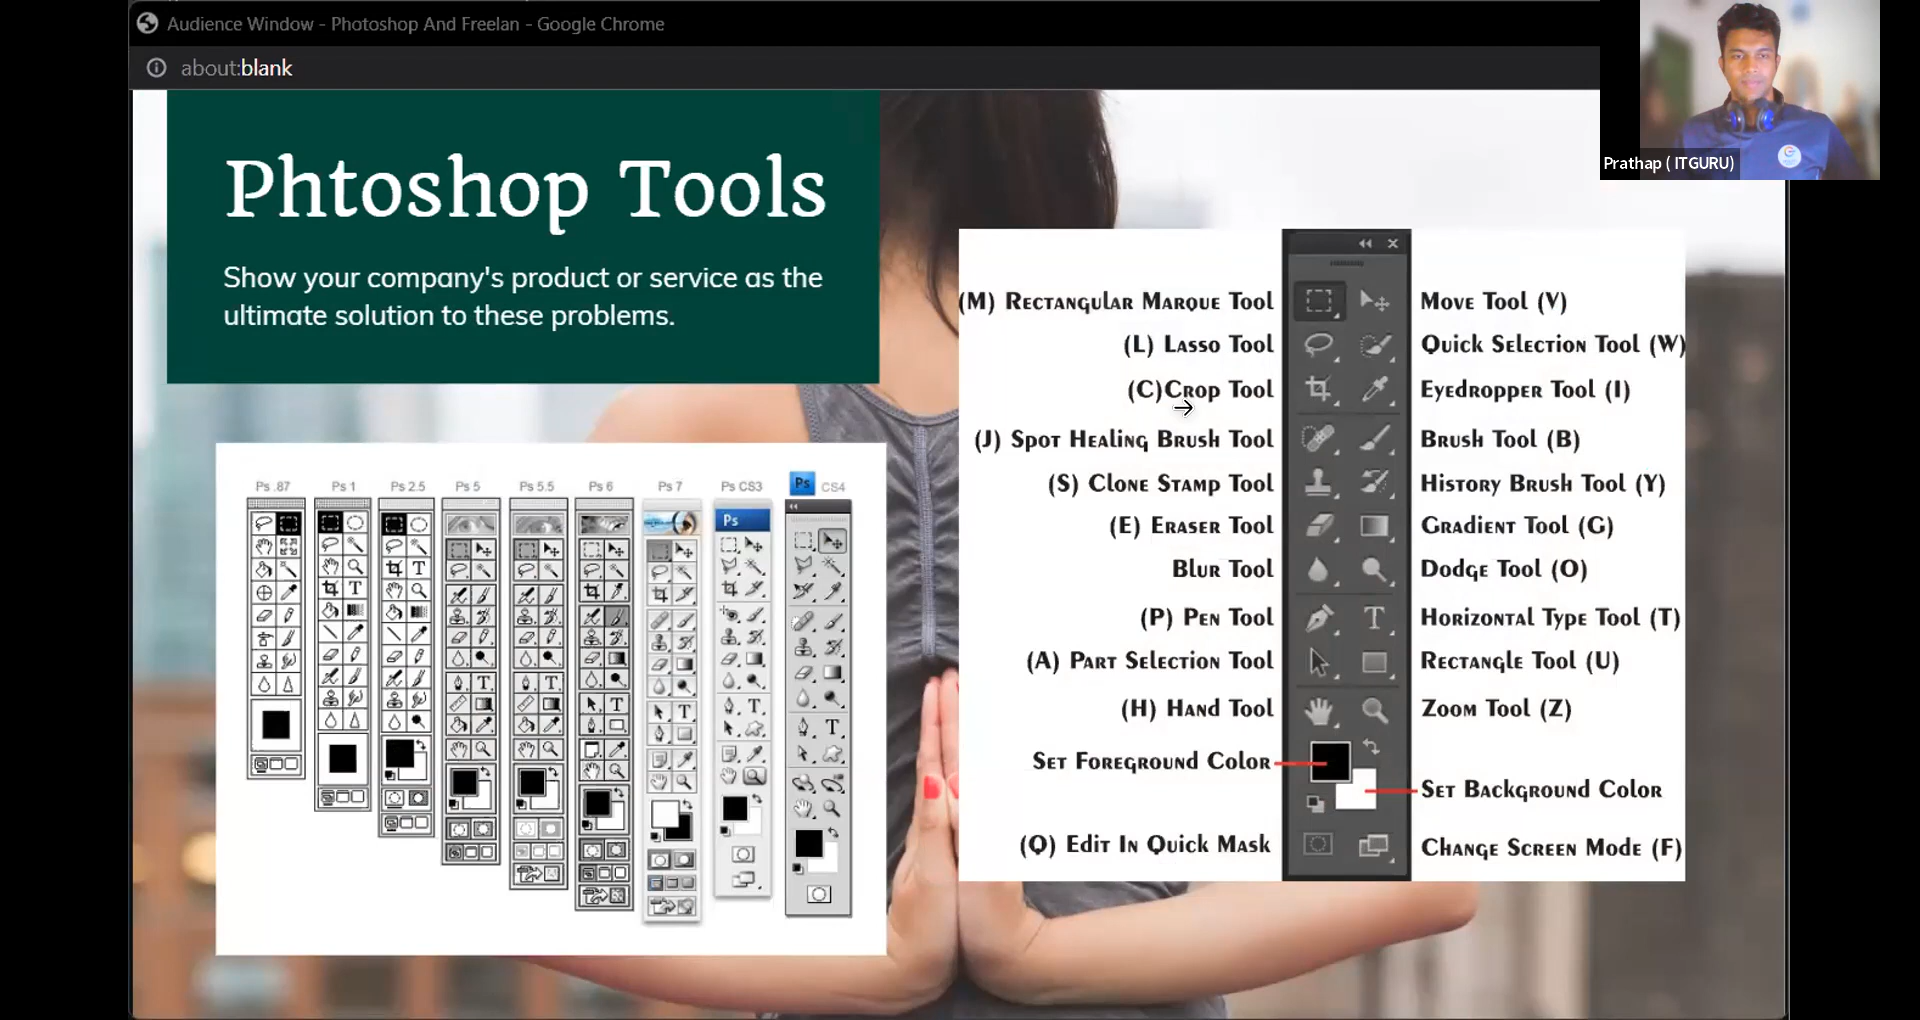 Audience Window - Photoshop And Freelan - Google Chrome
about:blank
Prathap ( ITGURU)
Phtoshop Tools
Show your company's product or service as the
ultimate solution to these problems.
Ps .87
Ps 1
Ps 2.5
Ps 5
Ps 5.5
Ps 6
Ps 7
Ps CS3
Ps CS4
Ps
(M) Rectangular Marque Tool
Move Tool (V)
(L) Lasso Tool
Quick Selection Tool (W)
(C)Crop Tool
Eyedropper Tool (I)
(J) Spot Healing Brush Tool
Brush Tool (B)
(S) Clone Stamp Tool
History Brush Tool (Y)
(E) Eraser Tool
Gradient Tool (G)
Blur Tool
Dodge Tool (O)
(P) Pen Tool
Horizontal Type Tool (T)
(A) Part Selection Tool
Rectangle Tool (U)
(H) Hand Tool
Zoom Tool (Z)
Set Foreground Color
Set Background Color
(Q) Edit In Quick Mask
Change Screen Mode (F)